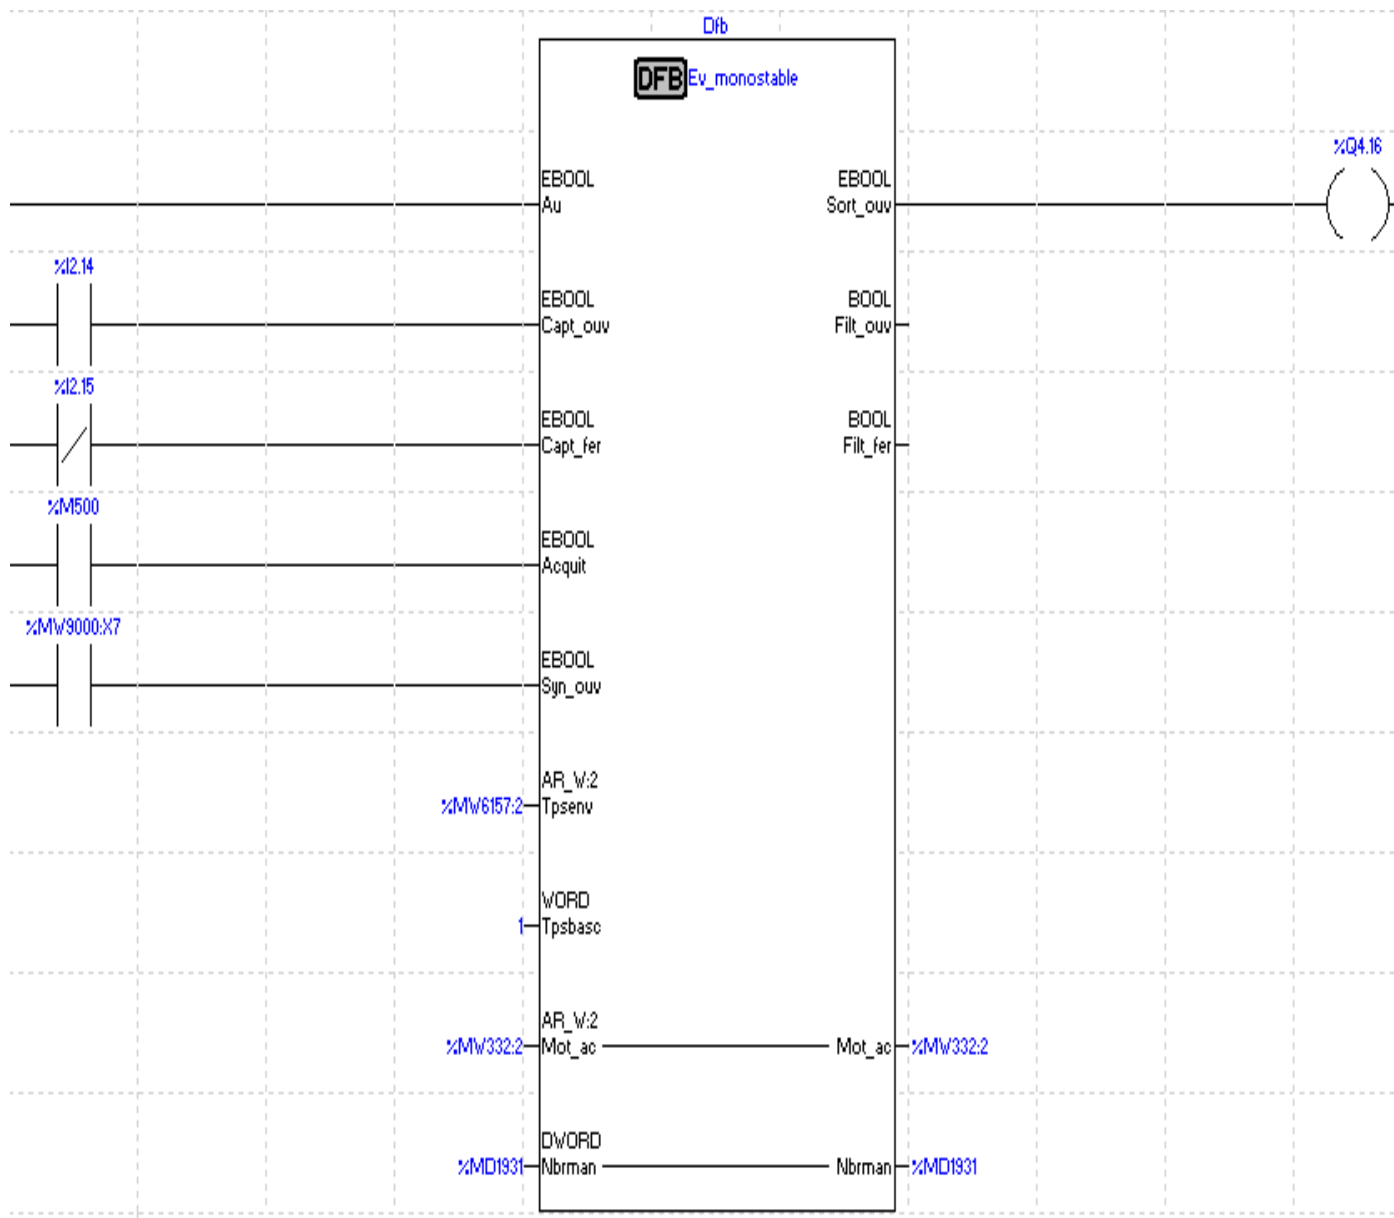 Dfb
DFB Ev_monostable
%Q4.16
EBOOL EBOOL
Au Sort_ouv
%I2.14
EBOOL BOOL
Capt_ouv Filt_ouv
%I2.15
EBOOL BOOL
Capt_fer Filt_fer
%M500
EBOOL
Acquit
%MW9000:X7
EBOOL
Syn_ouv
AR_W:2
%MW6157:2 Tpsenv
WORD
1 Tpsbasc
AR_W:2
%MW332:2 Mot_ac Mot_ac %MW332:2
DWORD
%MD1931 Nbrman Nbrman %MD1931